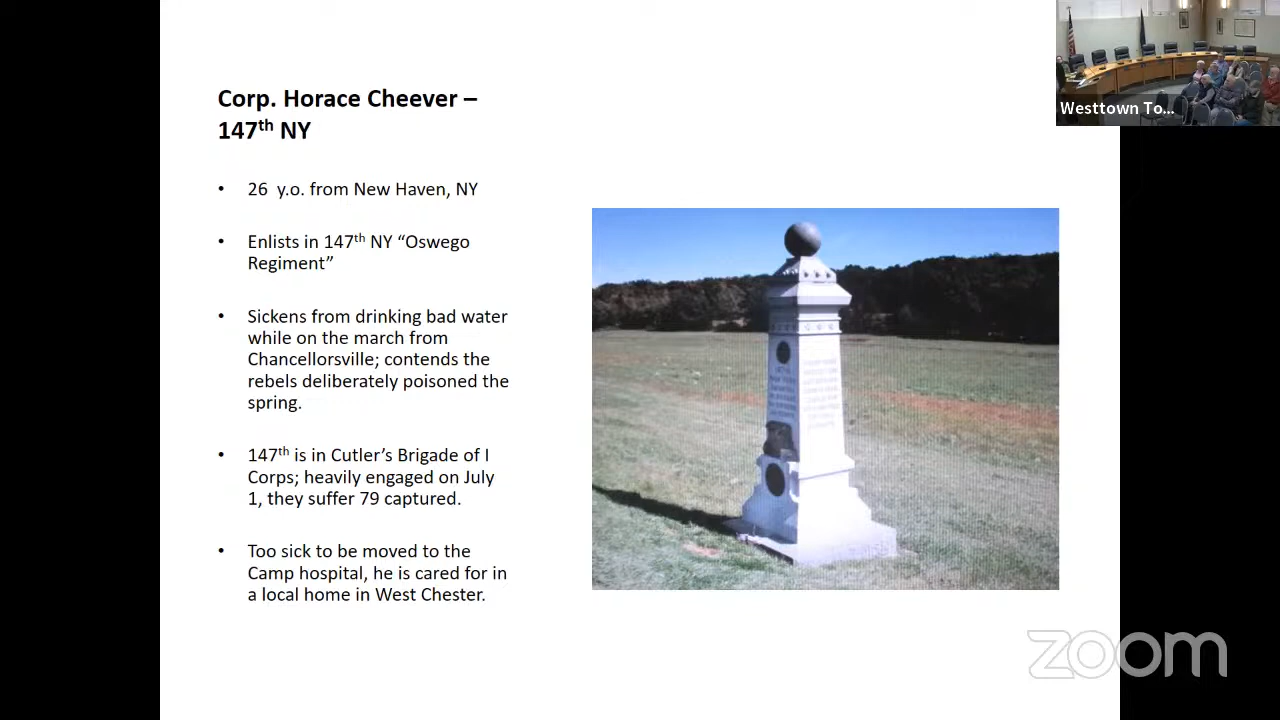 Corp. Horace Cheever –
147th NY
• 26 y.o. from New Haven, NY
• Enlists in 147th NY “Oswego
Regiment”
• Sickens from drinking bad water
while on the march from
Chancellorsville; contends the
rebels deliberately poisoned the
spring.
• 147th is in Cutler’s Brigade of I
Corps; heavily engaged on July
1, they suffer 79 captured.
• Too sick to be moved to the
Camp hospital, he is cared for in
a local home in West Chester.
Westtown To...
zoom